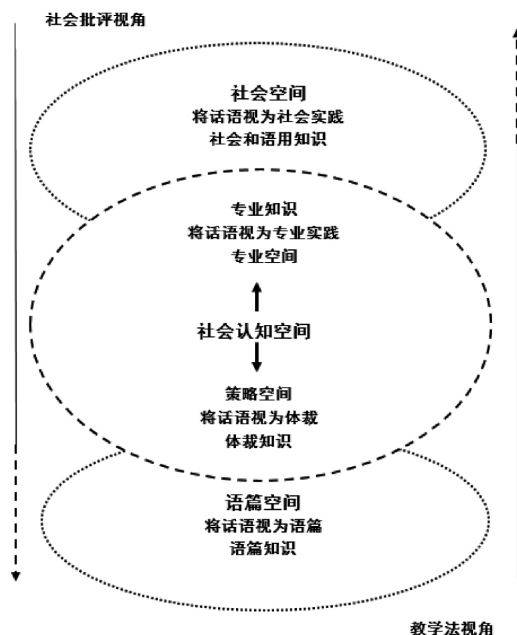 社会批评视角
社会空间
将话语视为社会实践
社会和语用知识
专业知识
将话语视为专业实践
专业空间
社会认知空间
策略空间
将话语视为体裁
体裁知识
语篇空间
将话语视为语篇
语篇知识
教学法视角